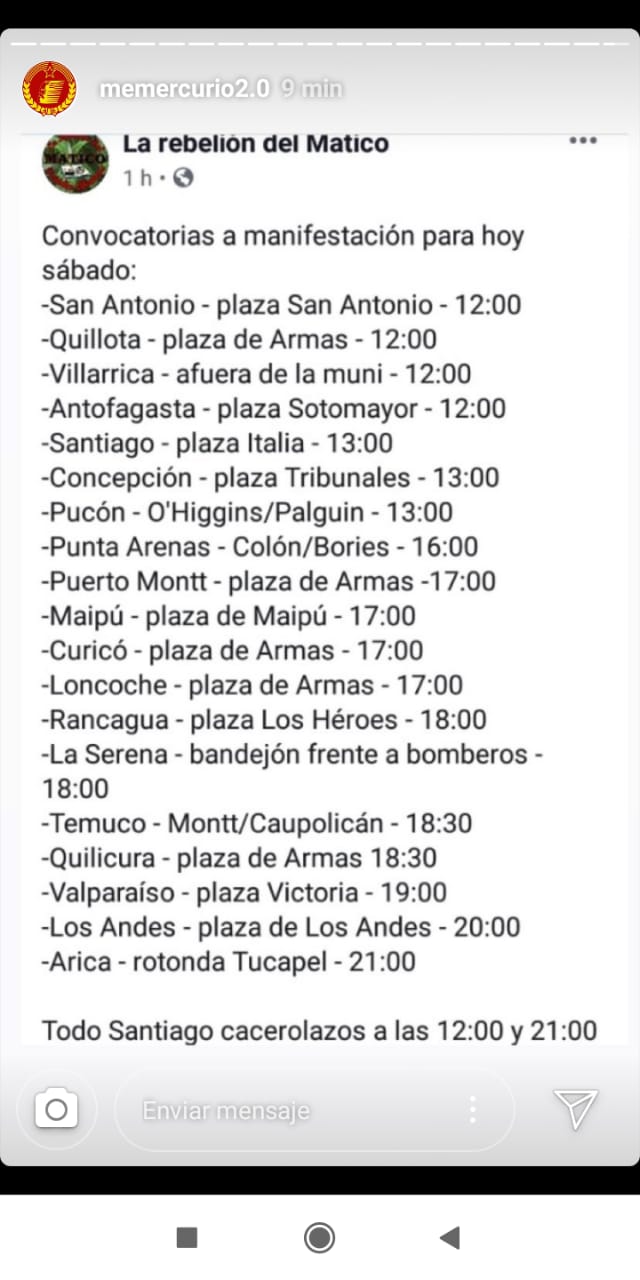 memercurio2.0 9 min
La rebelión del Matico
MATICO
1 h ·
Convocatorias a manifestación para hoy
sábado:
-San Antonio - plaza San Antonio - 12:00
-Quillota - plaza de Armas - 12:00
-Villarrica - afuera de la muni - 12:00
-Antofagasta - plaza Sotomayor - 12:00
-Santiago - plaza Italia - 13:00
-Concepción - plaza Tribunales - 13:00
-Pucón - O'Higgins/Palguin - 13:00
-Punta Arenas - Colón/Bories - 16:00
-Puerto Montt - plaza de Armas -17:00
-Maipú - plaza de Maipú - 17:00
-Curicó - plaza de Armas - 17:00
-Loncoche - plaza de Armas - 17:00
-Rancagua - plaza Los Héroes - 18:00
-La Serena - bandejón frente a bomberos -
18:00
-Temuco - Montt/Caupolicán - 18:30
-Quilicura - plaza de Armas 18:30
-Valparaíso - plaza Victoria - 19:00
-Los Andes - plaza de Los Andes - 20:00
-Arica - rotonda Tucapel - 21:00
Todo Santiago cacerolazos a las 12:00 y 21:00
Enviar mensaje